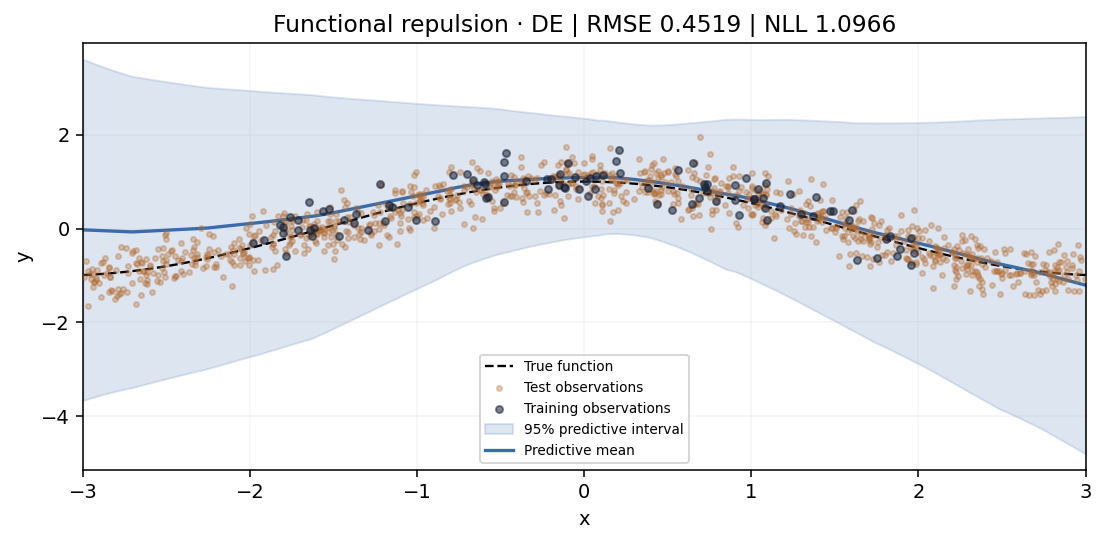 Functional repulsion · DE | RMSE 0.4519 | NLL 1.0966
y
2
0
−2
−4
True function
Test observations
Training observations
95% predictive interval
Predictive mean
−3 −2 −1 0 1 2 3
x